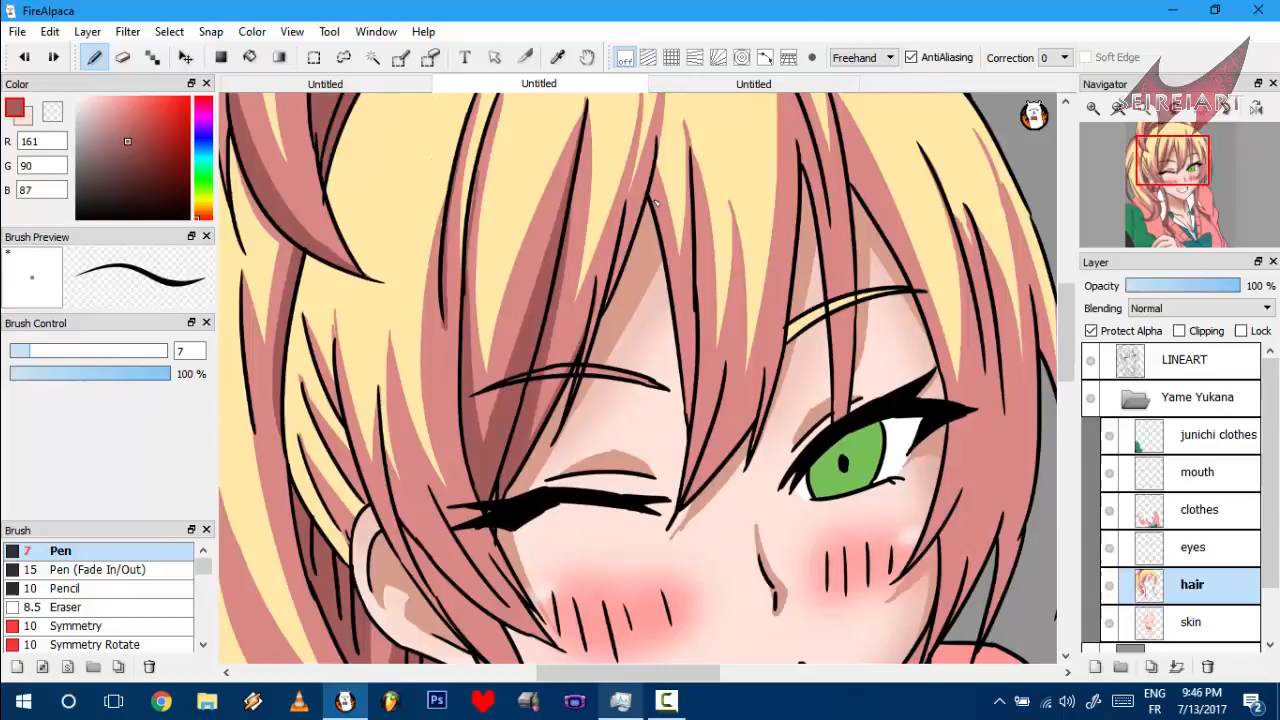 FireAlpaca
File Edit Layer Filter Select Snap Color View Tool Window Help
T off Freehand AntiAliasing Correction 0 Soft Edge
Color Untitled Untitled Untitled Navigator
SEIREIART
R 161
G 90
B 87
Brush Preview
*
Layer
Opacity 100 %
Blending Normal
Brush Control
Protect Alpha Clipping Lock
7
LINEART
100 %
Yame Yukana
junichi clothes
mouth
clothes
Brush
eyes
7 Pen
15 Pen (Fade In/Out)
hair
10 Pencil
8.5 Eraser
skin
10 Symmetry
10 Symmetry Rotate
Ps
ENG
FR
9:46 PM
7/13/2017
2